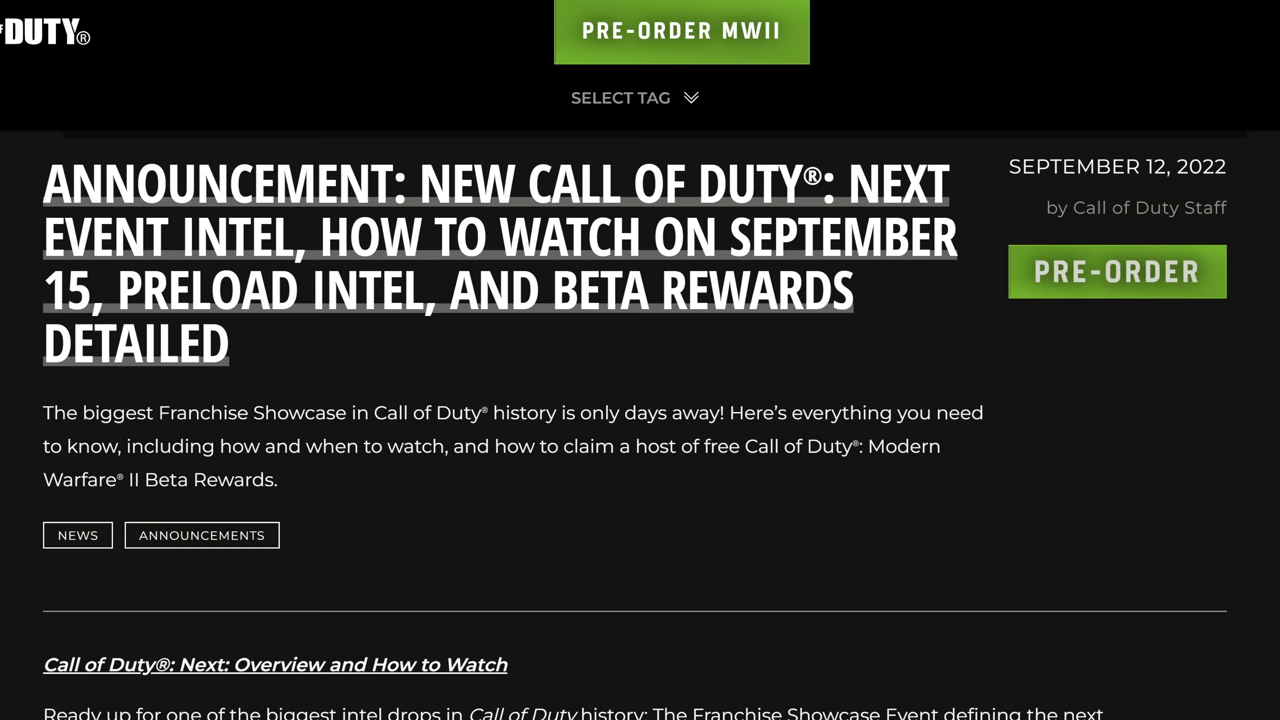 DUTY®
PRE-ORDER MWII
SELECT TAG
ANNOUNCEMENT: NEW CALL OF DUTY®: NEXT
EVENT INTEL, HOW TO WATCH ON SEPTEMBER
15, PRELOAD INTEL, AND BETA REWARDS
DETAILED
SEPTEMBER 12, 2022
by Call of Duty Staff
PRE-ORDER
The biggest Franchise Showcase in Call of Duty® history is only days away! Here’s everything you need
to know, including how and when to watch, and how to claim a host of free Call of Duty®: Modern
Warfare® II Beta Rewards.
NEWS
ANNOUNCEMENTS
Call of Duty®: Next: Overview and How to Watch
Ready up for one of the biggest intel drops in Call of Duty history: The Franchise Showcase Event defining the next